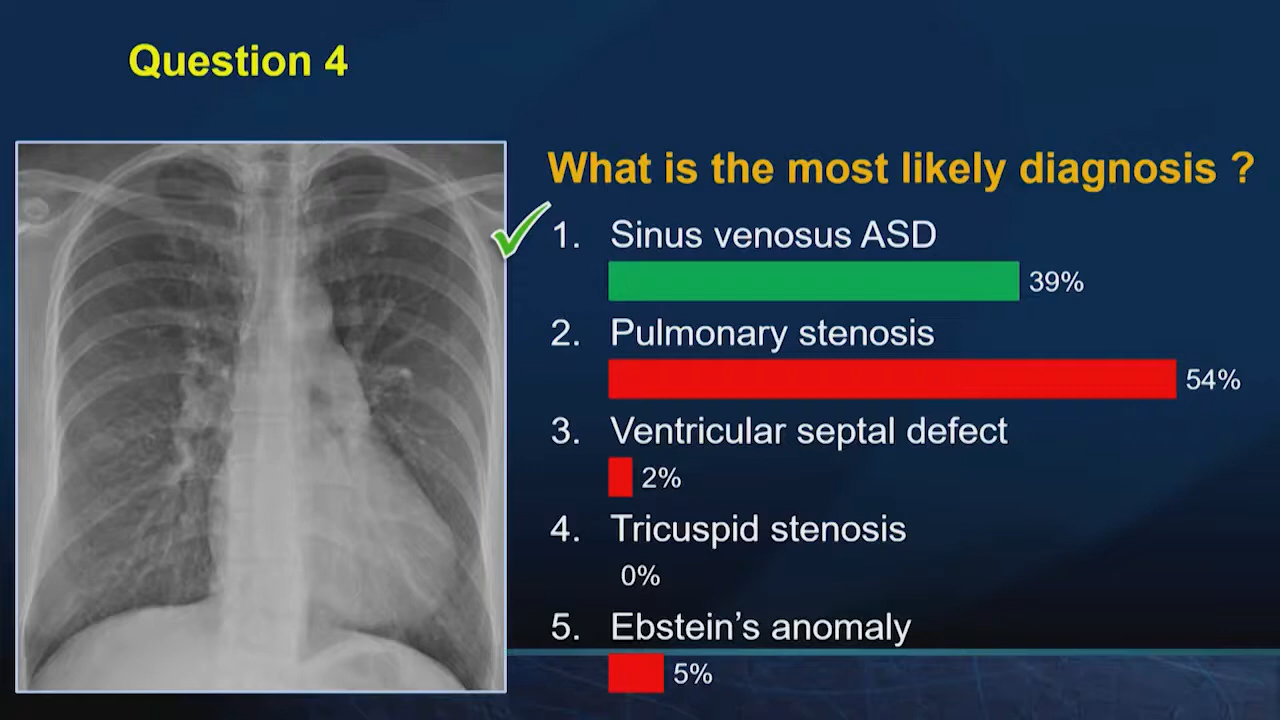 Question 4
What is the most likely diagnosis ?
1. Sinus venosus ASD
39%
2. Pulmonary stenosis
54%
3. Ventricular septal defect
2%
4. Tricuspid stenosis
0%
5. Ebstein’s anomaly
5%